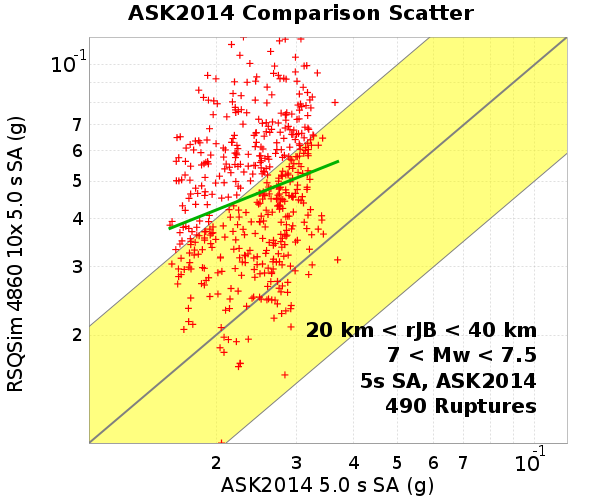 ASK2014 Comparison Scatter
RSQSim 4860 10x 5.0 s SA (g)
10⁻¹
7
6
5
4
3
2
20 km < rJB < 40 km
7 < Mw < 7.5
5s SA, ASK2014
490 Ruptures
2 3 4 5 6 7 10⁻¹
ASK2014 5.0 s SA (g)